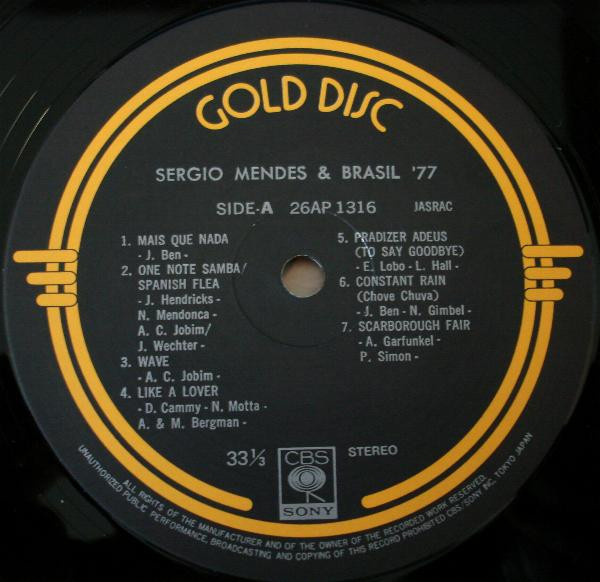 GOLD DISC
SERGIO MENDES & BRASIL '77
SIDE-A 26AP 1316 JASRAC
1. MAIS QUE NADA
- J. Ben -
2. ONE NOTE SAMBA/
SPANISH FLEA
- J. Hendricks -
N. Mendonca
A. C. Jobim/
J. Wechter -
3. WAVE
- A. C. Jobim -
4. LIKE A LOVER
- D. Cammy - N. Motta -
A. & M. Bergman -
5. PRADIZER ADEUS
(TO SAY GOODBYE)
- E. Lobo - L. Hall -
6. CONSTANT RAIN
(Chove Chuva)
- J. Ben - N. Gimbel -
7. SCARBOROUGH FAIR
- A. Garfunkel -
P. Simon -
33⅓
CBS
SONY
STEREO
ALL RIGHTS OF THE MANUFACTURER AND OF THE OWNER OF THE RECORDED WORK RESERVED.
UNAUTHORIZED PUBLIC PERFORMANCE, BROADCASTING AND COPYING OF THIS RECORD PROHIBITED CBS/SONY INC. TOKYO JAPAN